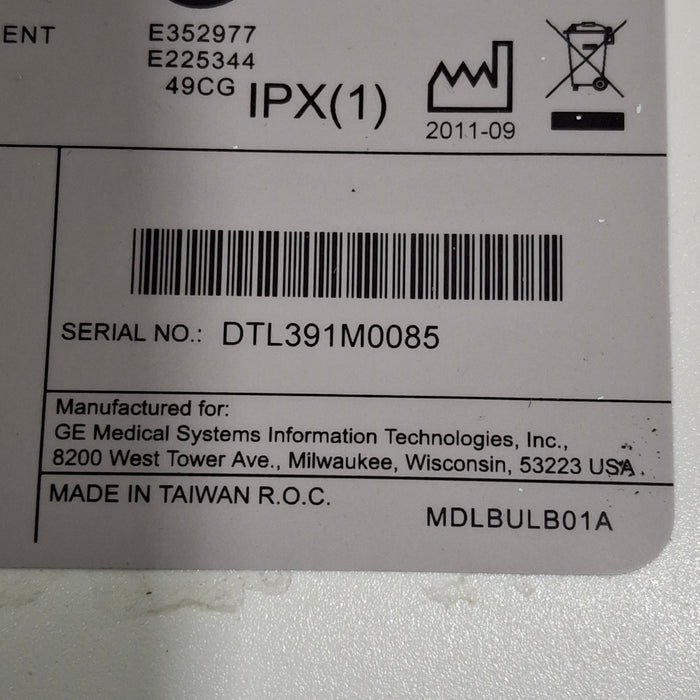 ENT
E352977
E225344
49CG
IPX(1)
2011-09
SERIAL NO.: DTL391M0085
Manufactured for:
GE Medical Systems Information Technologies, Inc.,
8200 West Tower Ave., Milwaukee, Wisconsin, 53223 USA.
MADE IN TAIWAN R.O.C.
MDLBULB01A